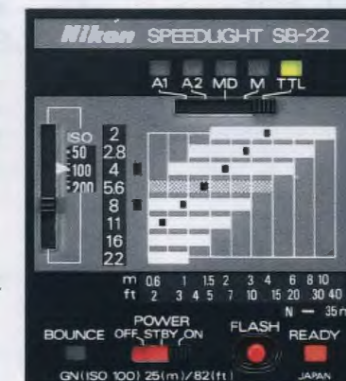 Nikon SPEEDLIGHT SB-22
A1 A2 MD M TTL
ISO
50
100
200
2
2.8
4
5.6
8
11
16
22
m 0.6 1 1.5 2 3 4 6 8 10
ft 2 3 4 5 7 10 15 20 30 40
N — 35m
POWER
BOUNCE OFF STBY ON FLASH READY
GN(ISO 100) 25(m)/82(ft) JAPAN